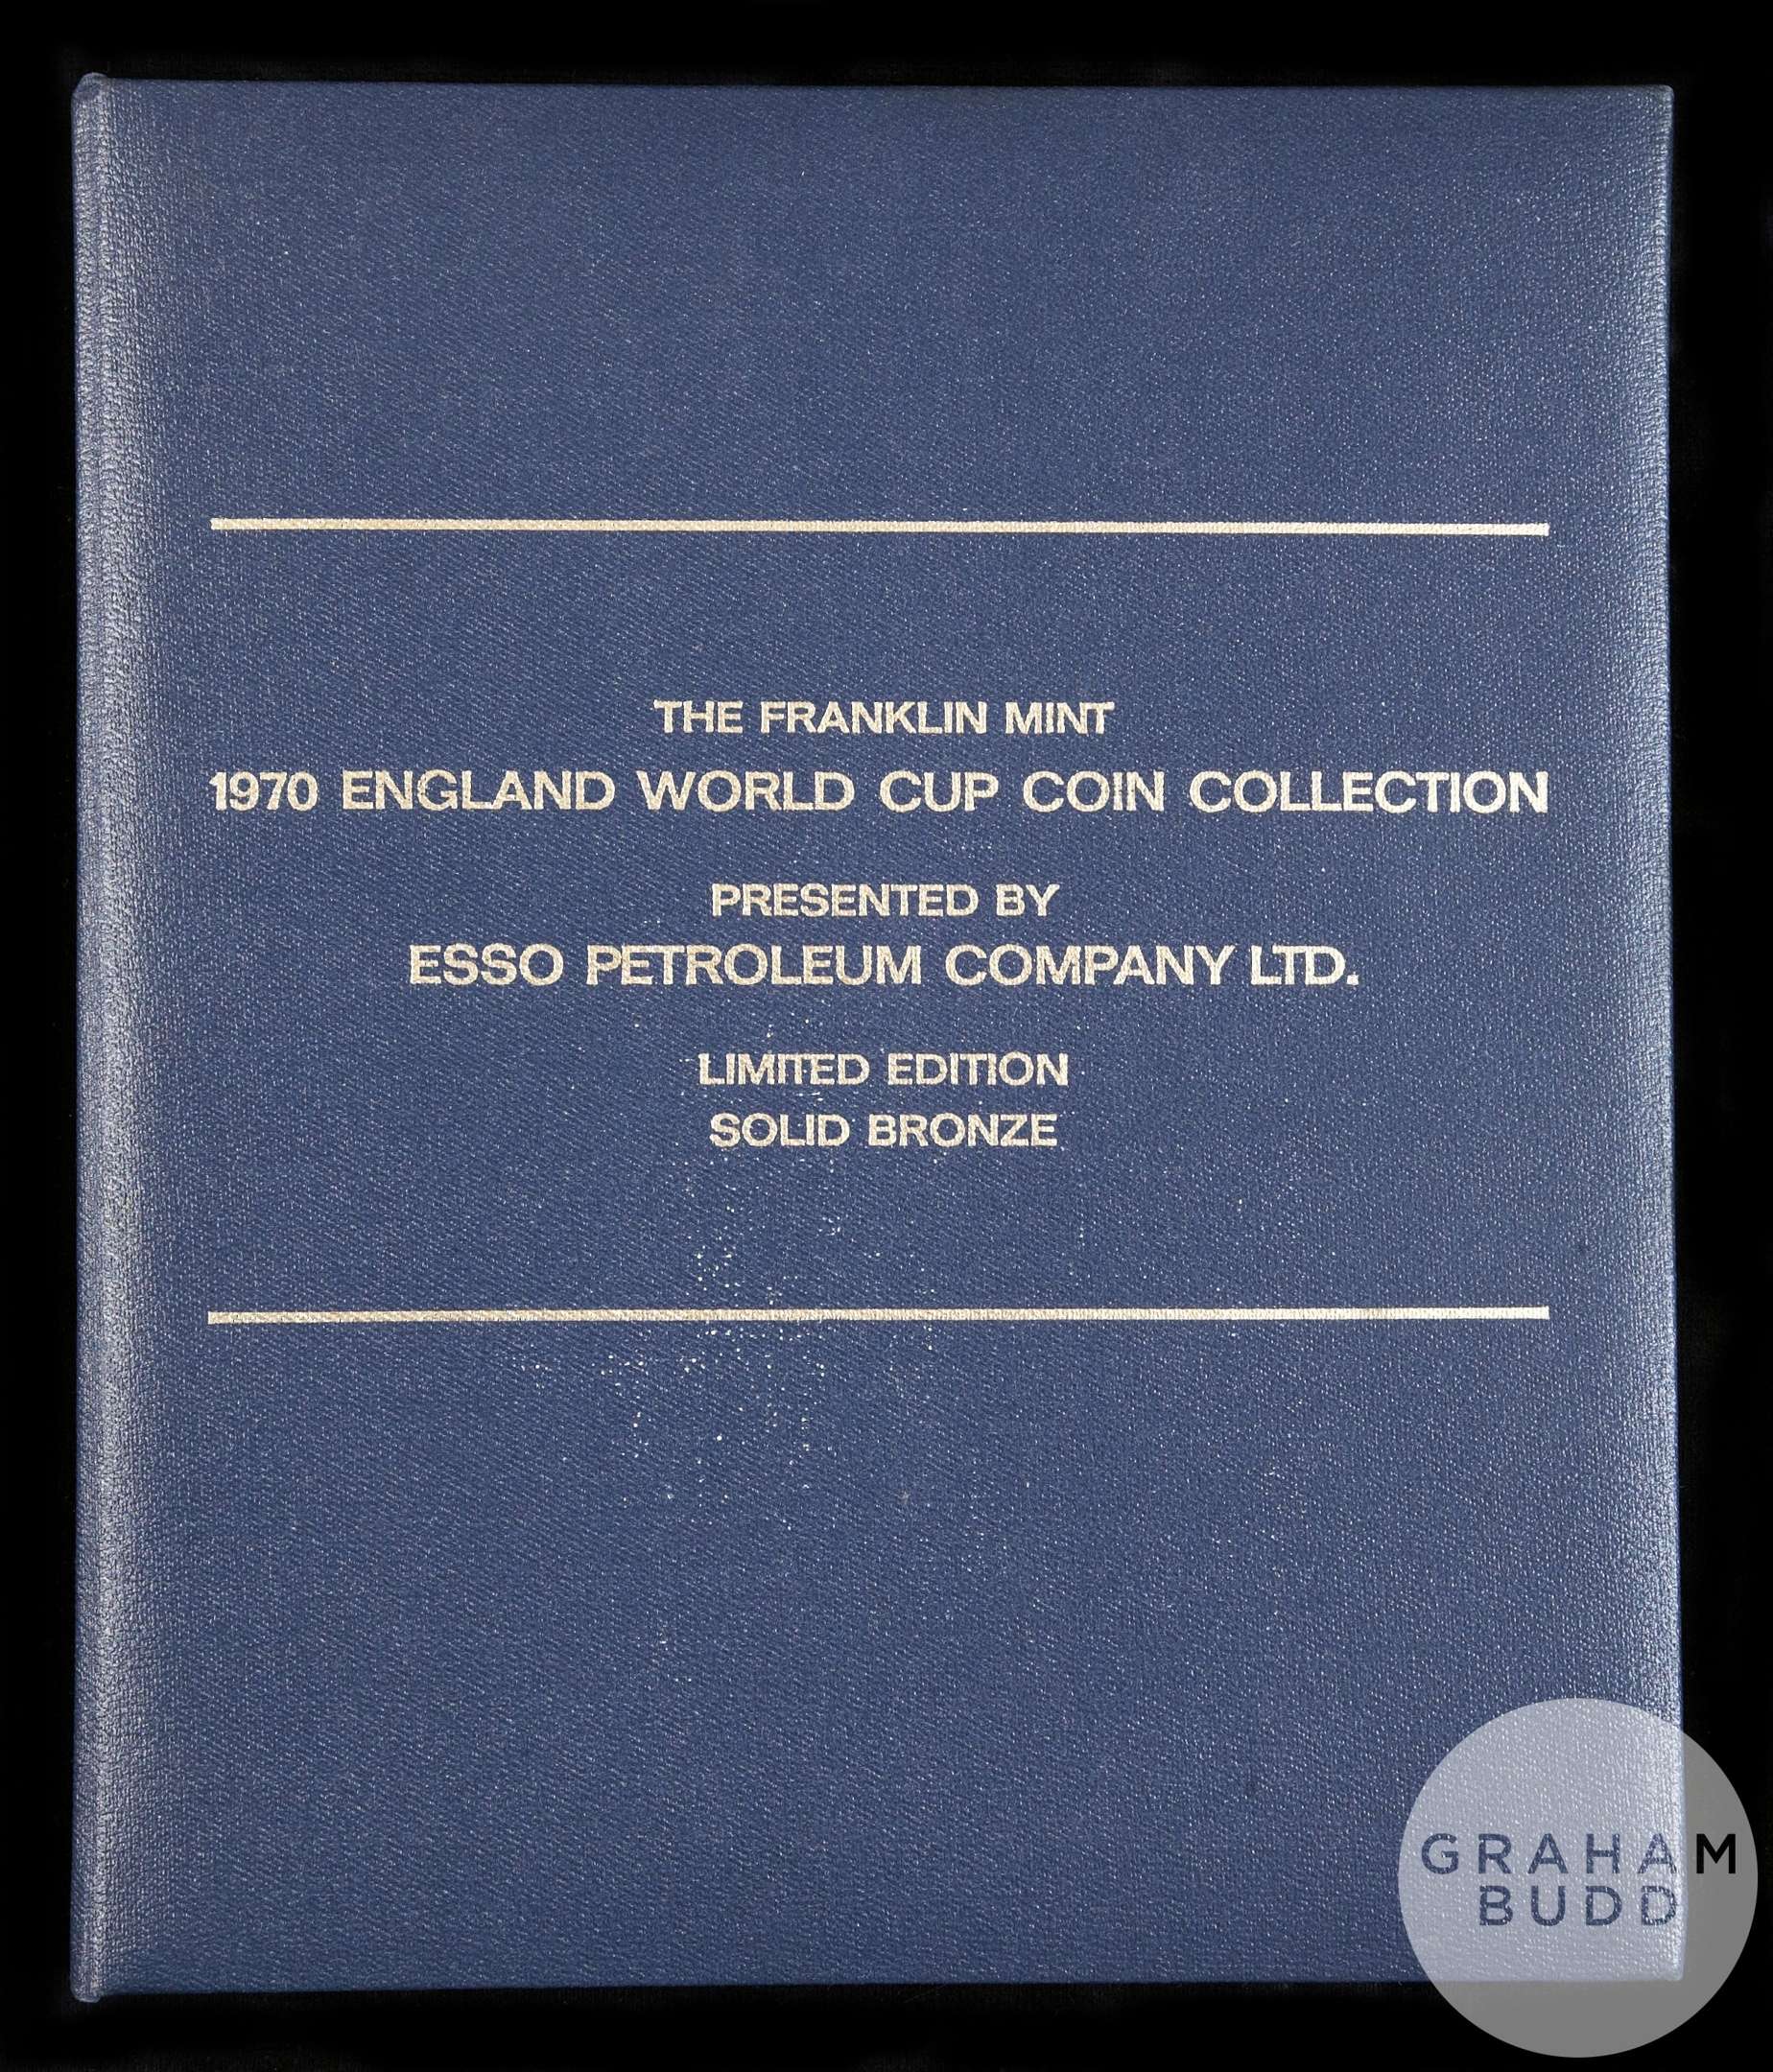 THE FRANKLIN MINT
1970 ENGLAND WORLD CUP COIN COLLECTION
PRESENTED BY
ESSO PETROLEUM COMPANY LTD.
LIMITED EDITION
SOLID BRONZE
GRAHAM
BUDD